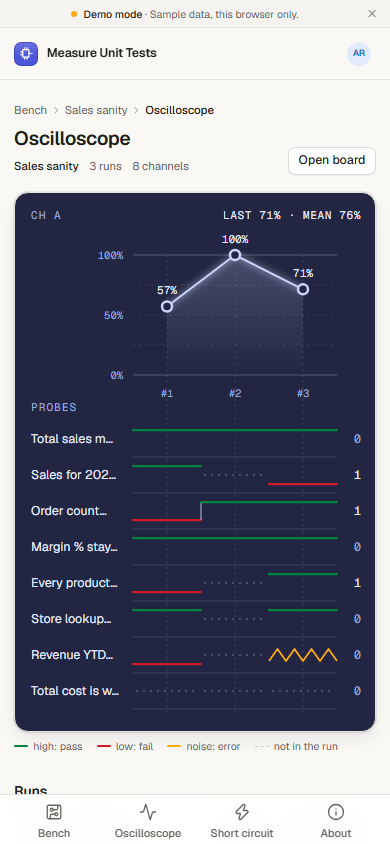 Demo mode · Sample data, this browser only.
Measure Unit Tests
AR
Bench > Sales sanity > Oscilloscope
Oscilloscope
Sales sanity 3 runs 8 channels
Open board
CH A
LAST 71% · MEAN 76%
100%
100%
71%
57%
50%
0%
#1 #2 #3
PROBES
Total sales m... 0
Sales for 202... 1
Order count... 1
Margin % stay... 0
Every product... 1
Store lookup... 0
Revenue YTD... 0
Total cost is w... 0
high: pass low: fail noise: error not in the run
Runs
Bench Oscilloscope Short circuit About